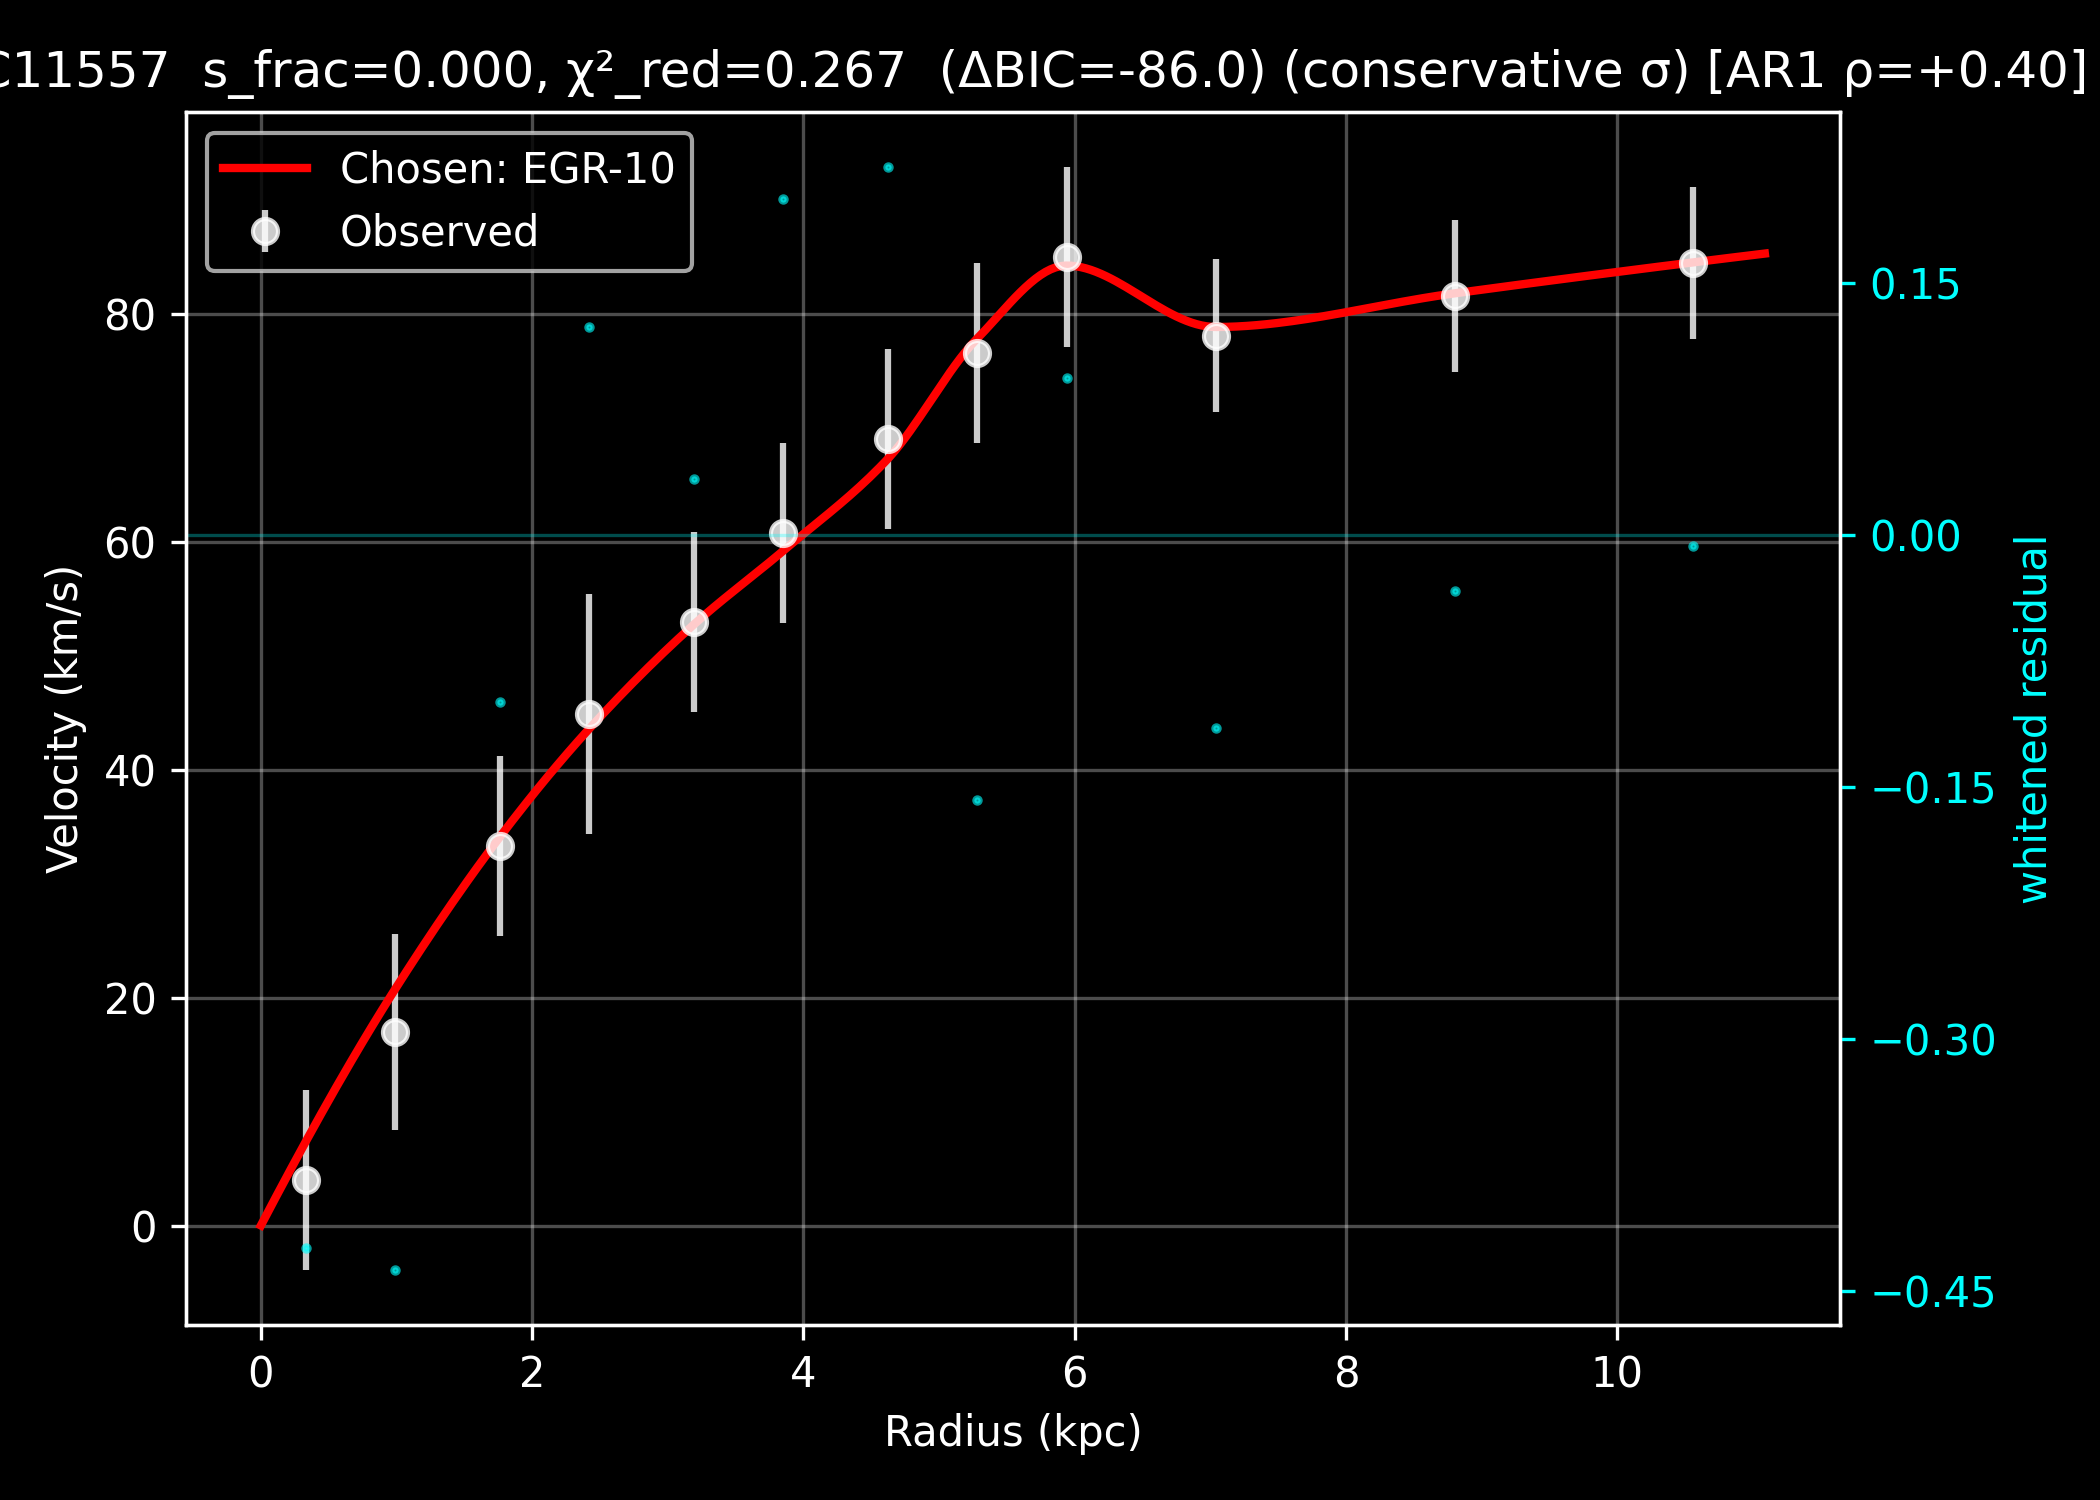 C11557 s_frac=0.000, χ²_red=0.267 (ΔBIC=-86.0) (conservative σ) [AR1 ρ=+0.40]
Chosen: EGR-10
Observed
80
60
40
20
0
Velocity (km/s)
0.15
0.00
−0.15
−0.30
−0.45
whitened residual
0 2 4 6 8 10
Radius (kpc)